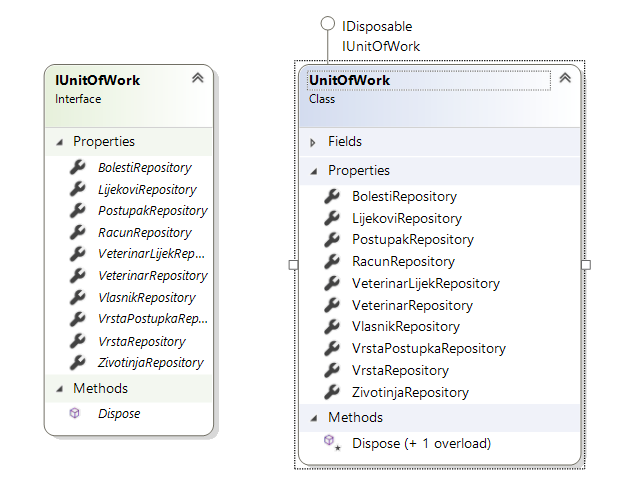 IUnitOfWork
Interface
Properties
BolestiRepository
LijekoviRepository
PostupakRepository
RacunRepository
VeterinarLijekRep...
VeterinarRepository
VlasnikRepository
VrstaPostupkaRep...
VrstaRepository
ZivotinjaRepository
Methods
Dispose
IDisposable
IUnitOfWork
UnitOfWork
Class
Fields
Properties
BolestiRepository
LijekoviRepository
PostupakRepository
RacunRepository
VeterinarLijekRepository
VeterinarRepository
VlasnikRepository
VrstaPostupkaRepository
VrstaRepository
ZivotinjaRepository
Methods
Dispose (+ 1 overload)